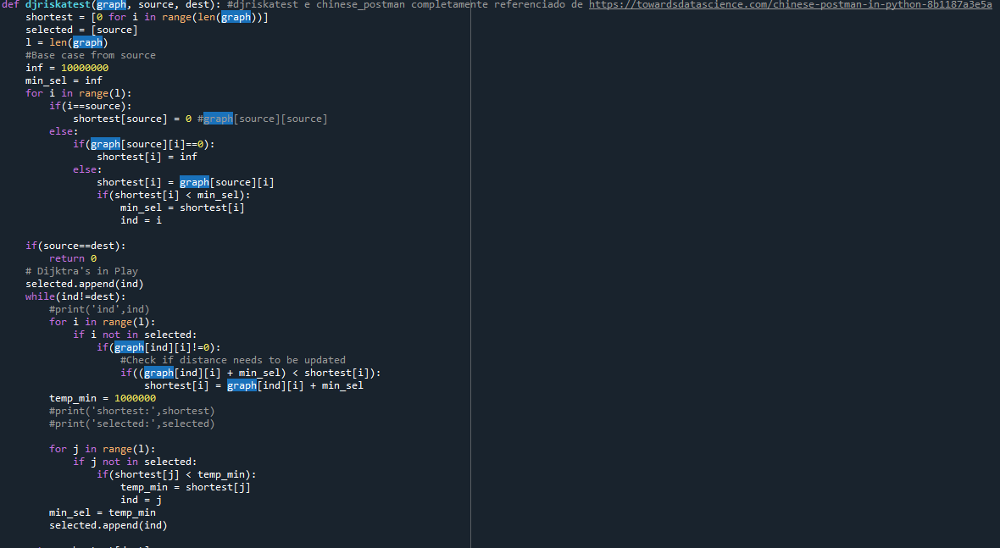 def djriskatest(graph, source, dest): #djriskatest e chinese_postman completamente referenciado de https://towardsdatascience.com/chinese-postman-in-python-8b1187a3e5a
    shortest = [0 for i in range(len(graph))]
    selected = [source]
    l = len(graph)
    #Base case from source
    inf = 10000000
    min_sel = inf
    for i in range(l):
        if(i==source):
            shortest[source] = 0 #graph[source][source]
        else:
            if(graph[source][i]==0):
                shortest[i] = inf
            else:
                shortest[i] = graph[source][i]
                if(shortest[i] < min_sel):
                    min_sel = shortest[i]
                    ind = i

    if(source==dest):
        return 0
    # Dijktra's in Play
    selected.append(ind)
    while(ind!=dest):
        #print('ind',ind)
        for i in range(l):
            if i not in selected:
                if(graph[ind][i]!=0):
                    #Check if distance needs to be updated
                    if((graph[ind][i] + min_sel) < shortest[i]):
                        shortest[i] = graph[ind][i] + min_sel
        temp_min = 1000000
        #print('shortest:',shortest)
        #print('selected:',selected)

        for j in range(l):
            if j not in selected:
                if(shortest[j] < temp_min):
                    temp_min = shortest[j]
                    ind = j
        min_sel = temp_min
        selected.append(ind)